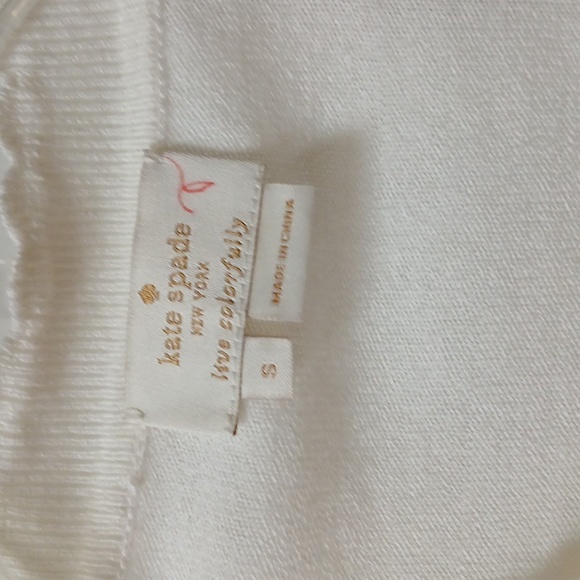 kate spade
NEW YORK
live colorfully
MADE IN CHINA
S